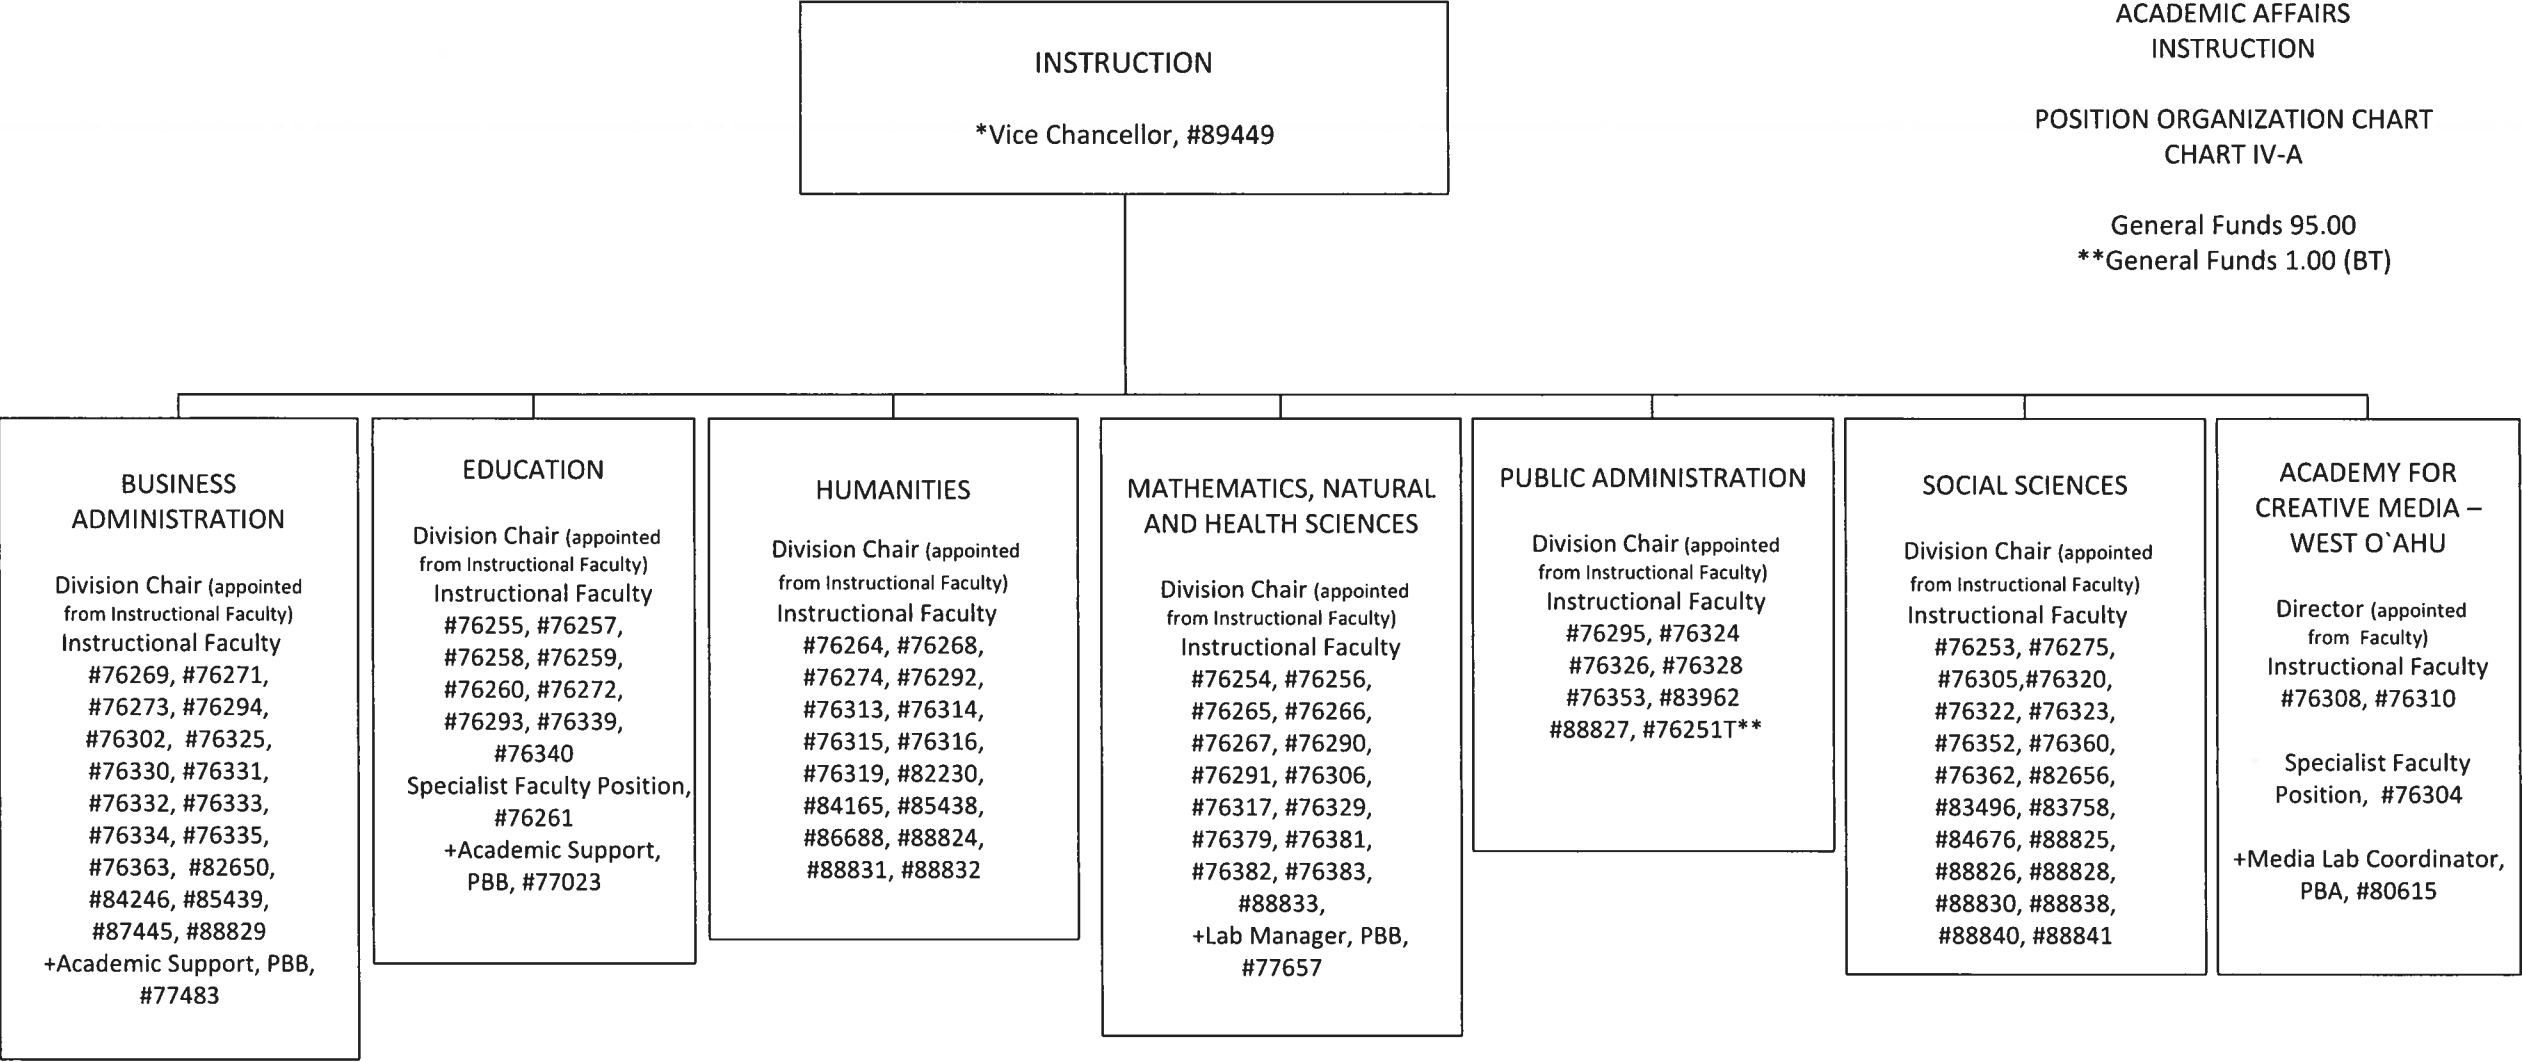 INSTRUCTION
*Vice Chancellor, #89449
ACADEMIC AFFAIRS
INSTRUCTION
POSITION ORGANIZATION CHART
CHART IV-A
General Funds 95.00
**General Funds 1.00 (BT)
BUSINESS
ADMINISTRATION
Division Chair (appointed
from Instructional Faculty)
Instructional Faculty
#76269, #76271,
#76273, #76294,
#76302, #76325,
#76330, #76331,
#76332, #76333,
#76334, #76335,
#76363, #82650,
#84246, #85439,
#87445, #88829
+Academic Support, PBB,
#77483
EDUCATION
Division Chair (appointed
from Instructional Faculty)
Instructional Faculty
#76255, #76257,
#76258, #76259,
#76260, #76272,
#76293, #76339,
#76340
Specialist Faculty Position,
#76261
+Academic Support,
PBB, #77023
HUMANITIES
Division Chair (appointed
from Instructional Faculty)
Instructional Faculty
#76264, #76268,
#76274, #76292,
#76313, #76314,
#76315, #76316,
#76319, #82230,
#84165, #85438,
#86688, #88824,
#88831, #88832
MATHEMATICS, NATURAL
AND HEALTH SCIENCES
Division Chair (appointed
from Instructional Faculty)
Instructional Faculty
#76254, #76256,
#76265, #76266,
#76267, #76290,
#76291, #76306,
#76317, #76329,
#76379, #76381,
#76382, #76383,
#88833,
+Lab Manager, PBB,
#77657
PUBLIC ADMINISTRATION
Division Chair (appointed
from Instructional Faculty)
Instructional Faculty
#76295, #76324
#76326, #76328
#76353, #83962
#88827, #76251T**
SOCIAL SCIENCES
Division Chair (appointed
from Instructional Faculty)
Instructional Faculty
#76253, #76275,
#76305,#76320,
#76322, #76323,
#76352, #76360,
#76362, #82656,
#83496, #83758,
#84676, #88825,
#88826, #88828,
#88830, #88838,
#88840, #88841
ACADEMY FOR
CREATIVE MEDIA –
WEST O`AHU
Director (appointed
from Faculty)
Instructional Faculty
#76308, #76310
Specialist Faculty
Position, #76304
+Media Lab Coordinator,
PBA, #80615